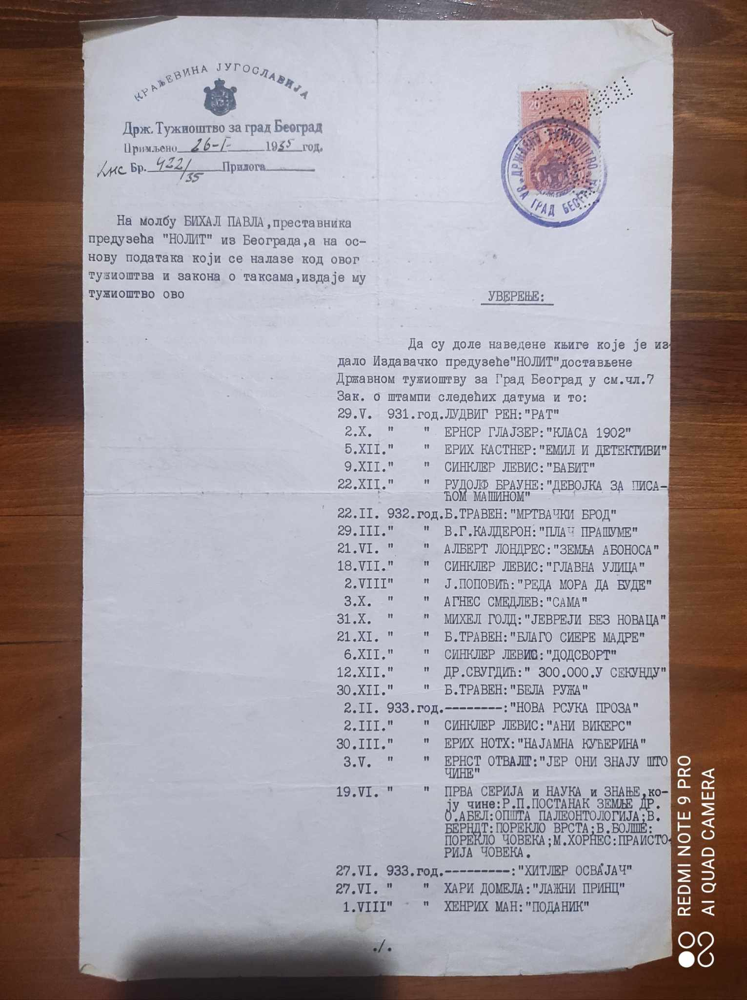 КРАЉЕВИНА ЈУГОСЛАВИЈА
Држ. Тужиоштво за град Београд
Примљено 26-I- 1935 год.
Бр. 422/35 Прилога
20 20
ДРЖАВНО ТУЖИОШТВО
ЗА ГРАД БЕОГРАД
На молбу БИХАЛ ПАВЛА,преставника
предузећа "НОЛИТ" из Београда,а на ос-
нову података који се налазе код овог
тужиоштва и закона о таксама,издаје му
тужиоштво ово
УВЕРЕЊЕ:
Да су доле наведене књиге које је из-
дало Издавачко предузеће"НОЛИТ"достављене
Државном тужиоштву за Град Београд у см.чл.7
Зак. о штампи следећих датума и то:
29.V. 931.год.ЛУДВИГ РЕН:"РАТ"
2.X. " " ЕРНСР ГЛАЈЗЕР:"КЛАСА 1902"
5.XII." " ЕРИХ КАСТНЕР:"ЕМИЛ И ДЕТЕКТИВИ"
9.XII." " СИНКЛЕР ЛЕВИС:"БАБИТ"
22.XII." " РУДОЛФ БРАУНЕ:"ДЕВОЈКА ЗА ПИСА-
ЋОМ МАШИНОМ"
22.II. 932.год.Б.ТРАВЕН:"МРТВАЧКИ БРОД"
29.III." " В.Г.КАЛДЕРОН:"ПЛАЧ ПРАШУМЕ"
21.VI. " " АЛБЕРТ ЛОНДРЕС:"ЗЕМЉА АБОНОСА"
18.VII." " СИНКЛЕР ЛЕВИС:"ГЛАВНА УЛИЦА"
2.VIII" " Ј.ПОПОВИЋ:"РЕДА МОРА ДА БУДЕ"
3.X. " " АГНЕС СМЕДЛЕВ:"САМА"
31.X. " " МИХЕЛ ГОЛД:"ЈЕВРЕЈИ БЕЗ НОВАЦА"
21.XI. " " Б.ТРАВЕН:"БЛАГО СИЕРЕ МАДРЕ"
6.XII." " СИНКЛЕР ЛЕВИС:"ДОДСВОРТ"
12.XII." " ДР.СВУГДИЋ:" 300.000.У СЕКУНДУ"
30.XII." " Б.ТРАВЕН:"БЕЛА РУЖА"
2.II. 933.год.--------:"НОВА РСУКА ПРОЗА"
2.III." " СИНКЛЕР ЛЕВИС:"АНИ ВИКЕРС"
30.III." " ЕРИХ НОТХ:"НАЈАМНА КУЋЕРИНА"
3.V. " " ЕРНСТ ОТВАЛТ:"ЈЕР ОНИ ЗНАЈУ ШТО
ЧИНЕ"
19.VI. " " ПРВА СЕРИЈА и НАУКА и ЗНАЊЕ,ко-
ју чине:Р.П.ПОСТАНАК ЗЕМЉЕ ДР.
О.АБЕЛ:ОПШТА ПАЛЕОНТОЛОГИЈА;В.
БЕРНДТ:ПОРЕКЛО ВРСТА;В.БОЛШЕ:
ПОРЕКЛО ЧОВЕКА;М.ХОРНЕС:ПРАИСТО-
РИЈА ЧОВЕКА.
27.VI. 933.год.---------:"ХИТЛЕР ОСВАЈАЧ"
27.VI. " " ХАРИ ДОМЕЛА:"ЛАЖНИ ПРИНЦ"
1.VIII" " ХЕНРИХ МАН:"ПОДАНИК"
./.
REDMI NOTE 9 PRO
AI QUAD CAMERA